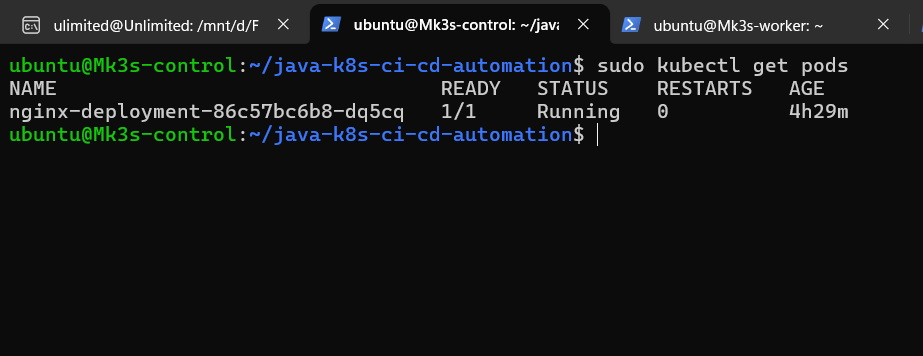 ulimited@Unlimited: /mnt/d/F
ubuntu@Mk3s-control: ~/java
ubuntu@Mk3s-worker: ~
ubuntu@Mk3s-control:~/java-k8s-ci-cd-automation$ sudo kubectl get pods
NAME READY STATUS RESTARTS AGE
nginx-deployment-86c57bc6b8-dq5cq 1/1 Running 0 4h29m
ubuntu@Mk3s-control:~/java-k8s-ci-cd-automation$